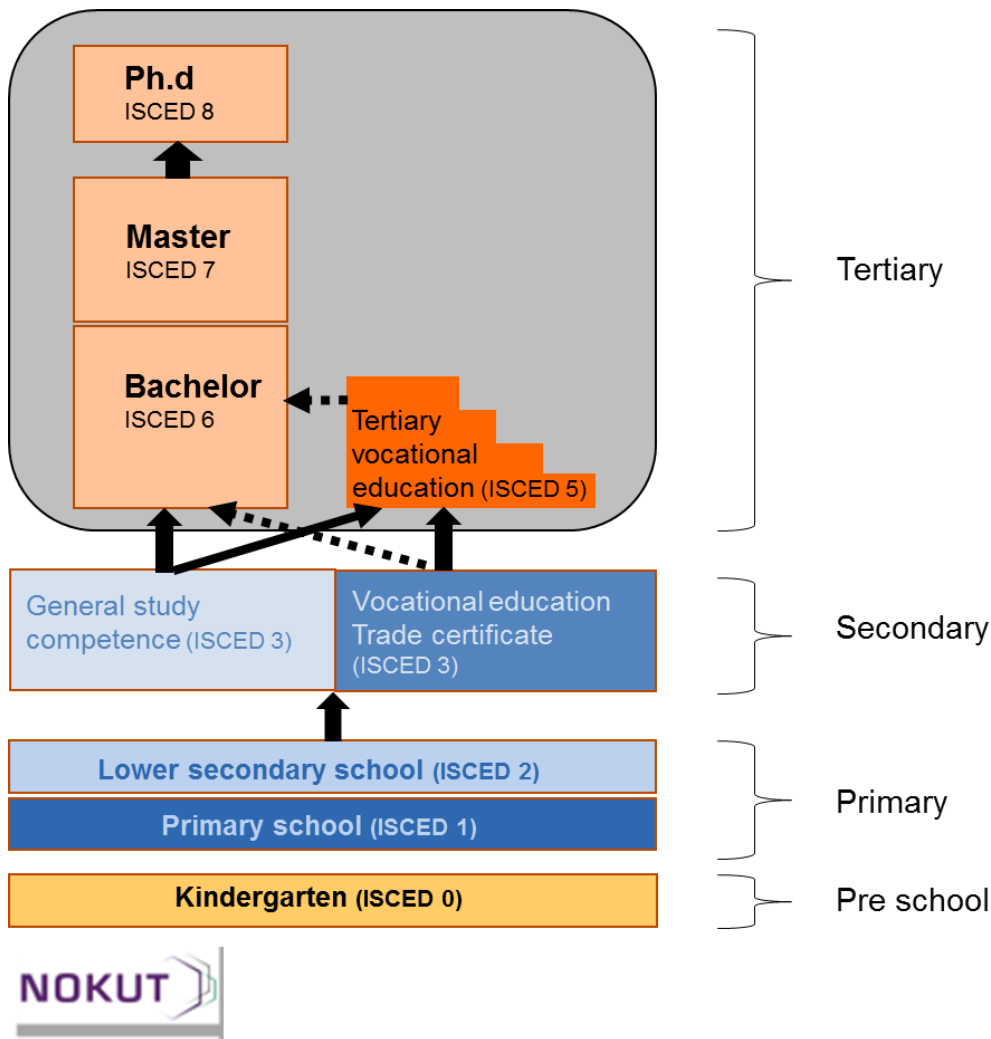 Ph.d
ISCED 8
Master
ISCED 7
Bachelor
ISCED 6
Tertiary
vocational
education (ISCED 5)
Tertiary
General study
competence (ISCED 3)
Vocational education
Trade certificate
(ISCED 3)
Secondary
Lower secondary school (ISCED 2)
Primary school (ISCED 1)
Primary
Kindergarten (ISCED 0)
Pre school
NOKUT